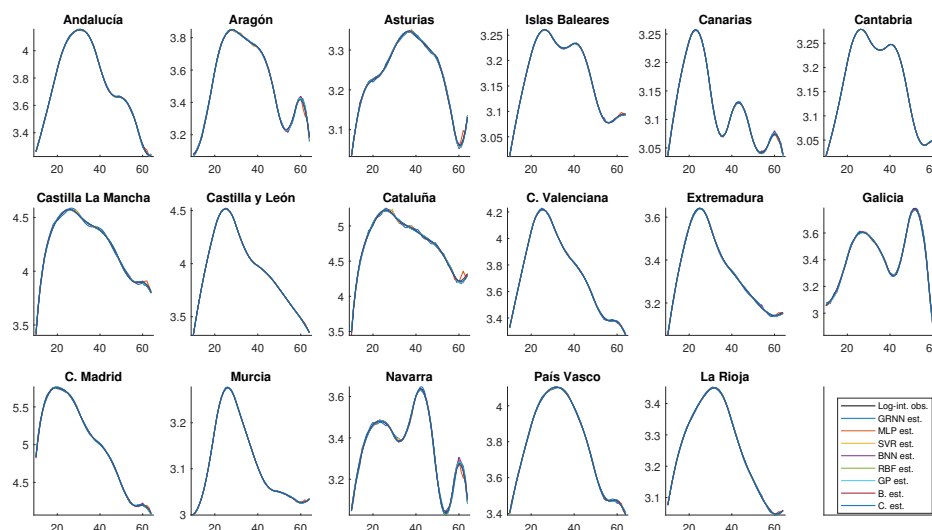 Andalucía Aragón Asturias Islas Baleares Canarias Cantabria
4 3.8 3.3 3.25 3.25 3.25
3.8 3.6 3.2 3.2 3.2 3.2
3.6 3.4 3.1 3.15 3.15 3.15
3.4 3.2 3.1 3.1 3.1
3.05 3.05 3.05
20 40 60 20 40 60 20 40 60 20 40 60 20 40 60 20 40 60
Castilla La Mancha Castilla y León Cataluña C. Valenciana Extremadura Galicia
4.5 4.5 5 4.2 3.6 3.6
4 4 4.5 4 3.4 3.4
3.5 3.5 4 3.8 3.2 3.2
3.5 3.6 3
3.4
20 40 60 20 40 60 20 40 60 20 40 60 20 40 60 20 40 60
C. Madrid Murcia Navarra País Vasco La Rioja
5.5 3.2 3.6 4 3.4
5 3.1 3.4 3.8 3.3
4.5 3 3.2 3.6 3.2
3.4 3.1
20 40 60 20 40 60 20 40 60 20 40 60 20 40 60
Log-int. obs.
GRNN est.
MLP est.
SVR est.
BNN est.
RBF est.
GP est.
B. est.
C. est.